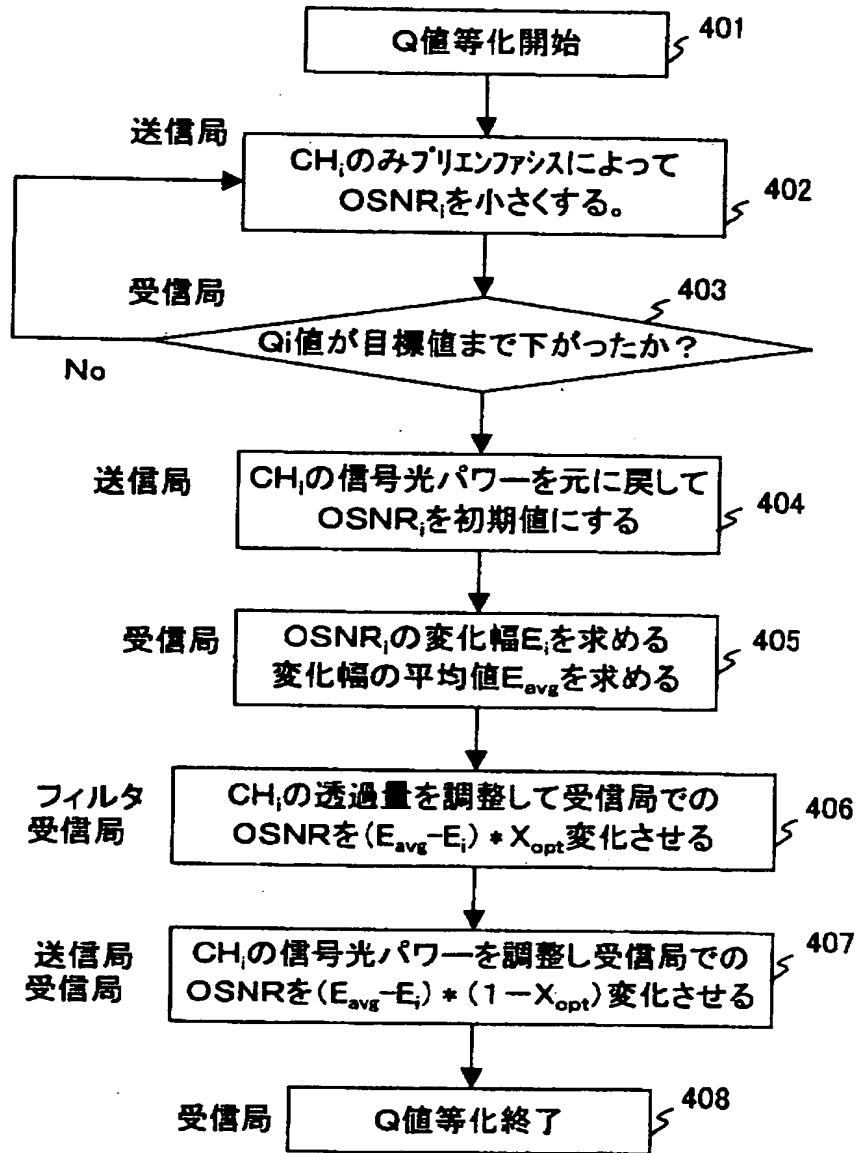 Q値等化開始
401
送信局
CHiのみプリエンファシスによって
OSNRiを小さくする。
402
受信局
403
Qi値が目標値まで下がったか?
No
送信局
CHiの信号光パワーを元に戻して
OSNRiを初期値にする
404
受信局
OSNRiの変化幅Eiを求める
変化幅の平均値Eavgを求める
405
フィルタ
受信局
CHiの透過量を調整して受信局での
OSNRを(Eavg-Ei)*Xopt変化させる
406
送信局
受信局
CHiの信号光パワーを調整し受信局での
OSNRを(Eavg-Ei)*(1-Xopt)変化させる
407
受信局
Q値等化終了
408